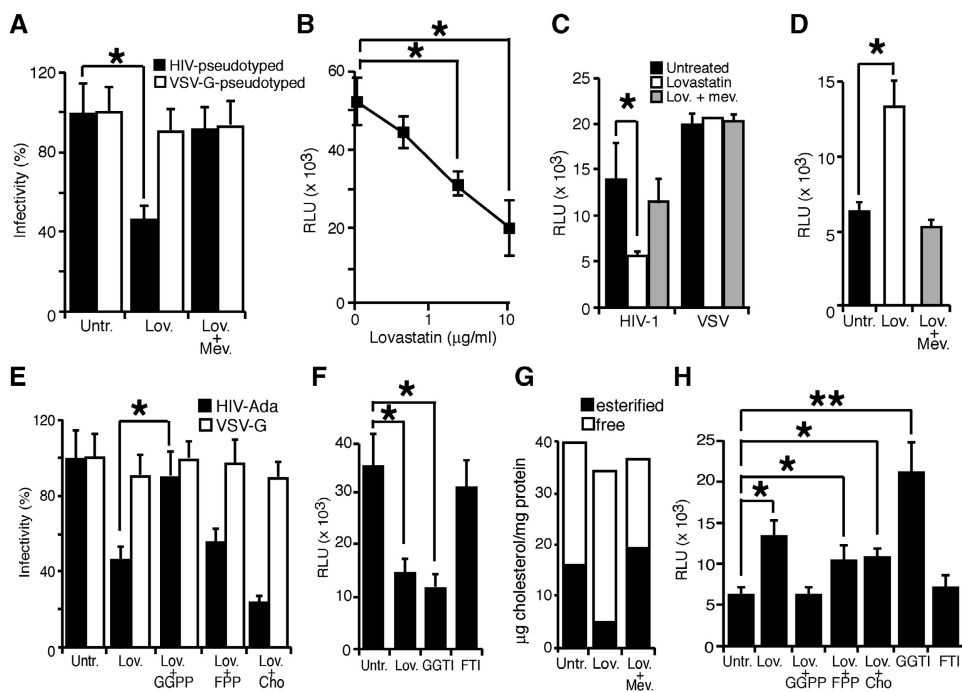 A
*
HIV-pseudotyped
VSV-G-pseudotyped
Infectivity (%)
120
80
40
0
Untr. Lov. Lov.
+
Mev.
B
*
*
RLU (x 10³)
60
40
20
0
0 1 10
Lovastatin (μg/ml)
C
Untreated
Lovastatin
Lov. + mev.
*
RLU (x 10³)
25
20
15
10
5
0
HIV-1 VSV
D
*
RLU (x 10³)
15
10
5
0
Untr. Lov. Lov.
+
Mev.
E
HIV-Ada
VSV-G
*
Infectivity (%)
120
80
40
0
Untr. Lov. Lov. Lov. Lov.
+ + +
GGPP FPP Cho
F
*
*
RLU (x 10³)
40
30
20
10
0
Untr. Lov. GGTI FTI
G
esterified
free
μg cholesterol/mg protein
40
20
0
Untr. Lov. Lov.
+
Mev.
H
**
*
*
*
RLU (x 10³)
25
20
15
10
5
0
Untr. Lov. Lov. Lov. Lov. GGTI FTI
+ + +
GGPP FPP Cho